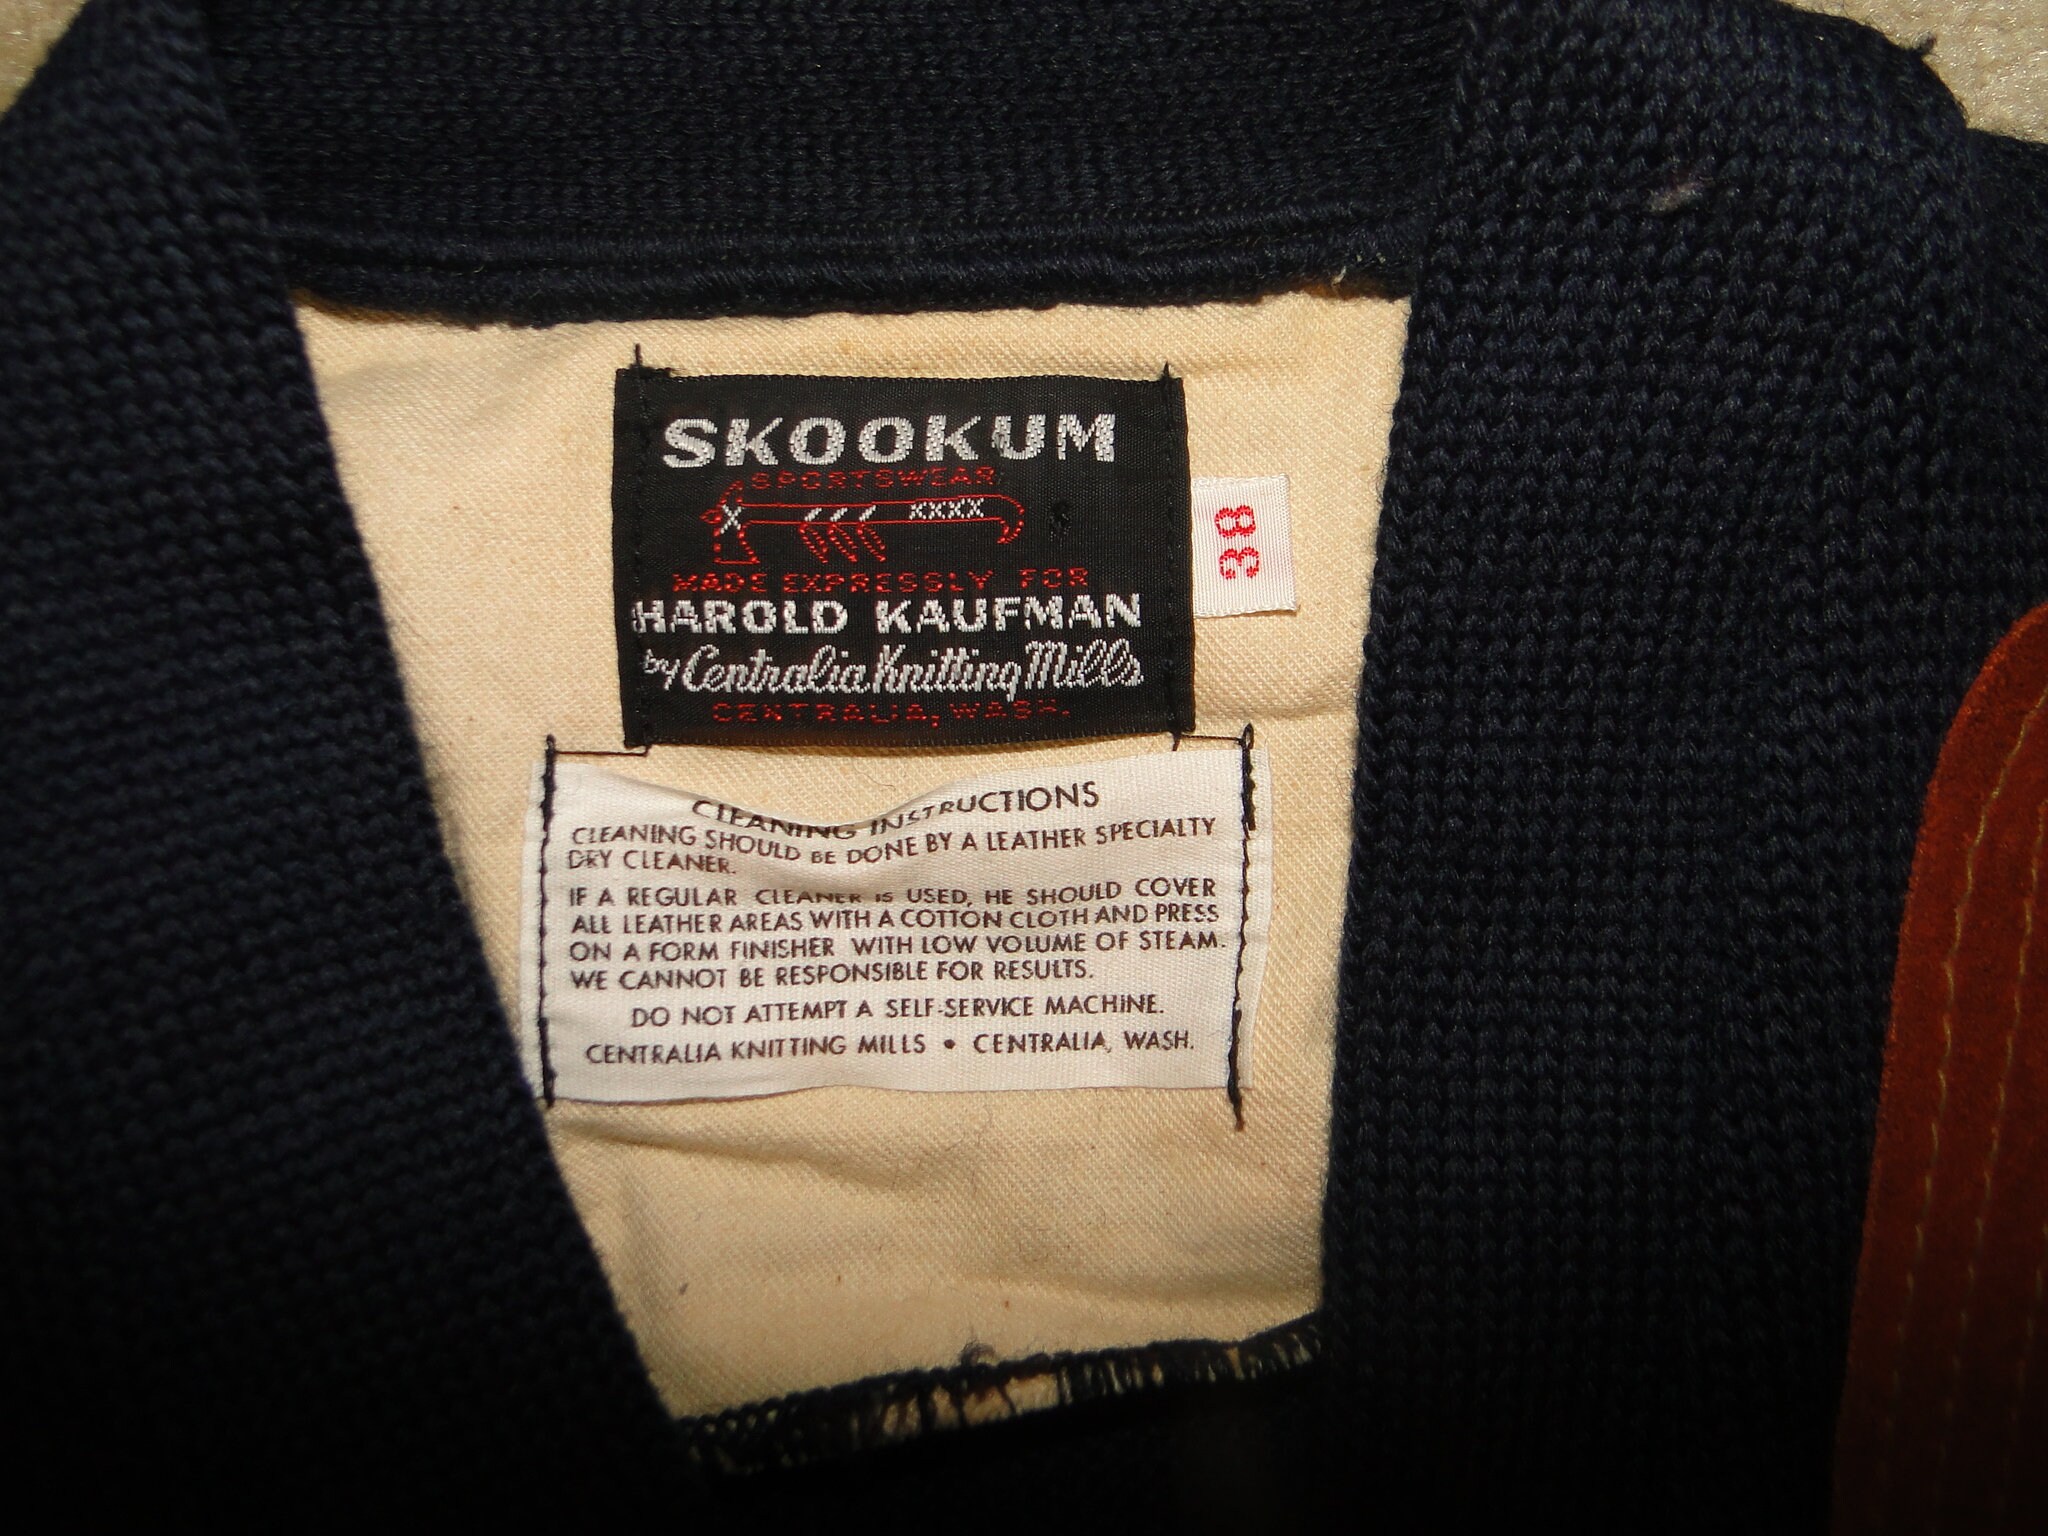 SKOOKUM
SPORTSWEAR
X XXXX
MADE EXPRESSLY FOR
HAROLD KAUFMAN
by Centralia Knitting Mills
CENTRALIA, WASH.
38
CLEANING INSTRUCTIONS
CLEANING SHOULD BE DONE BY A LEATHER SPECIALTY
DRY CLEANER.
IF A REGULAR CLEANER IS USED, HE SHOULD COVER
ALL LEATHER AREAS WITH A COTTON CLOTH AND PRESS
ON A FORM FINISHER WITH LOW VOLUME OF STEAM.
WE CANNOT BE RESPONSIBLE FOR RESULTS.
DO NOT ATTEMPT A SELF-SERVICE MACHINE.
CENTRALIA KNITTING MILLS • CENTRALIA, WASH.